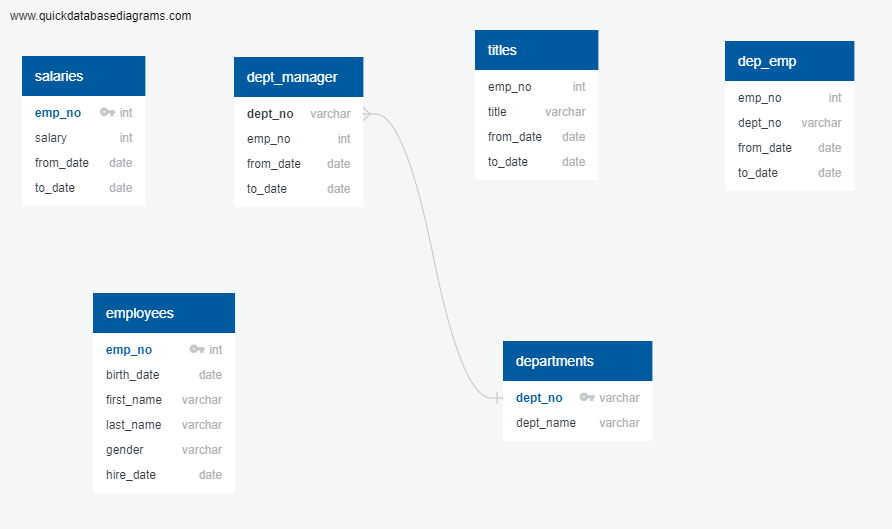 www.quickdatabasediagrams.com
salaries
emp_no int
salary int
from_date date
to_date date
dept_manager
dept_no varchar
emp_no int
from_date date
to_date date
titles
emp_no int
title varchar
from_date date
to_date date
dep_emp
emp_no int
dept_no varchar
from_date date
to_date date
employees
emp_no int
birth_date date
first_name varchar
last_name varchar
gender varchar
hire_date date
departments
dept_no varchar
dept_name varchar